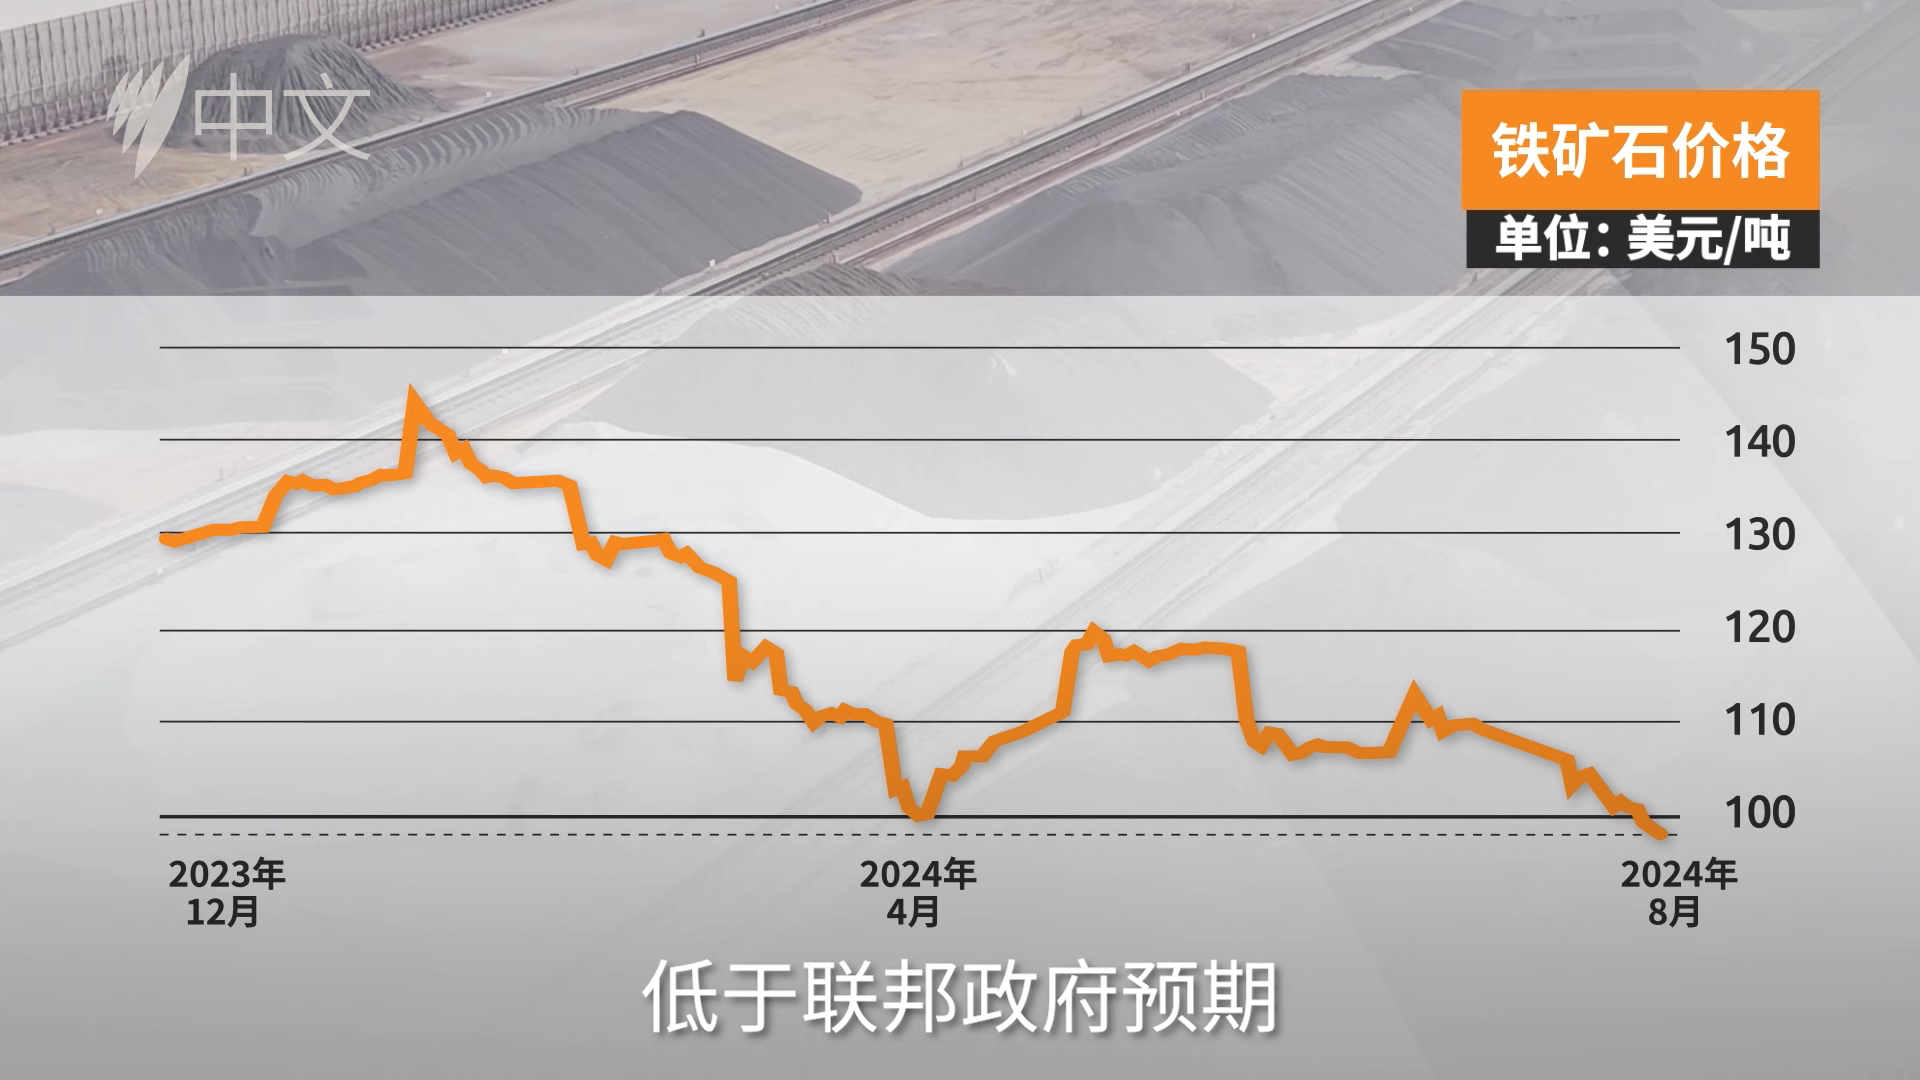 中文
铁矿石价格
单位：美元/吨
150
140
130
120
110
100
2023年
12月
2024年
4月
2024年
8月
低于联邦政府预期